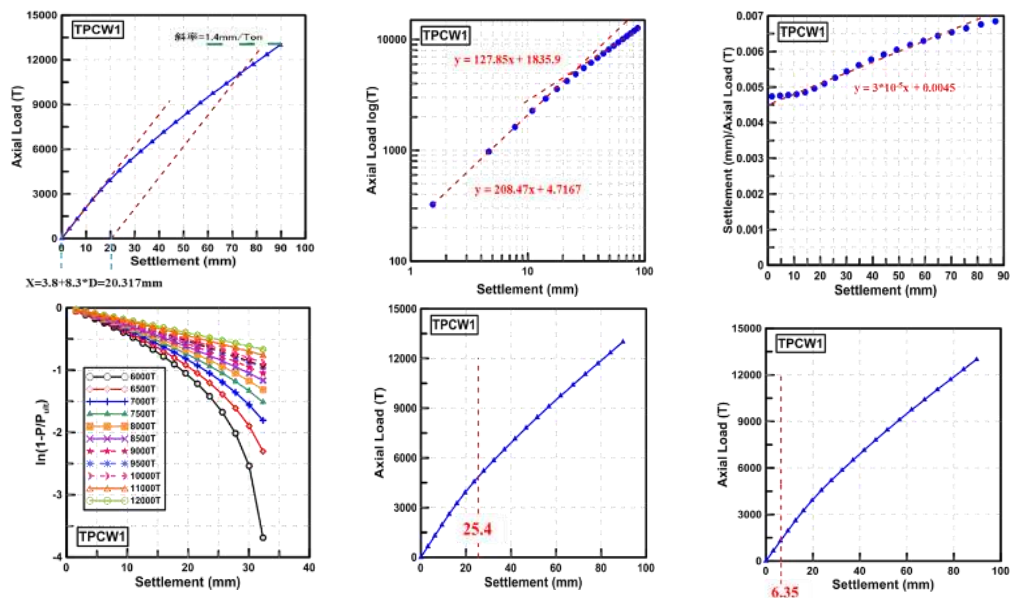 TPCW1
斜率=1.4mm/Ton
15000
12000
9000
6000
3000
0
Axial Load (T)
0 10 20 30 40 50 60 70 80 90 100
Settlement (mm)
X=3.8+8.3*D=20.317mm
TPCW1
y = 127.85x + 1835.9
y = 208.47x + 4.7167
10000
1000
100
Axial Load log(T)
1 10 100
Settlement (mm)
TPCW1
y = 3*10⁻⁵x + 0.0045
0.007
0.006
0.005
0.004
0.003
0.002
0.001
0
Settlement (mm)/Axial Load (T)
0 10 20 30 40 50 60 70 80 90
Settlement (mm)
0
-1
-2
-3
-4
ln(1-P/Pult)
6000T
6500T
7000T
7500T
8000T
8500T
9000T
9500T
10000T
11000T
12000T
TPCW1
0 10 20 30 40
Settlement (mm)
TPCW1
25.4
15000
12000
9000
6000
3000
0
Axial Load (T)
0 20 40 60 80 100
Settlement (mm)
TPCW1
15000
12000
9000
6000
3000
0
Axial Load (T)
0 20 40 60 80 100
6.35
Settlement (mm)